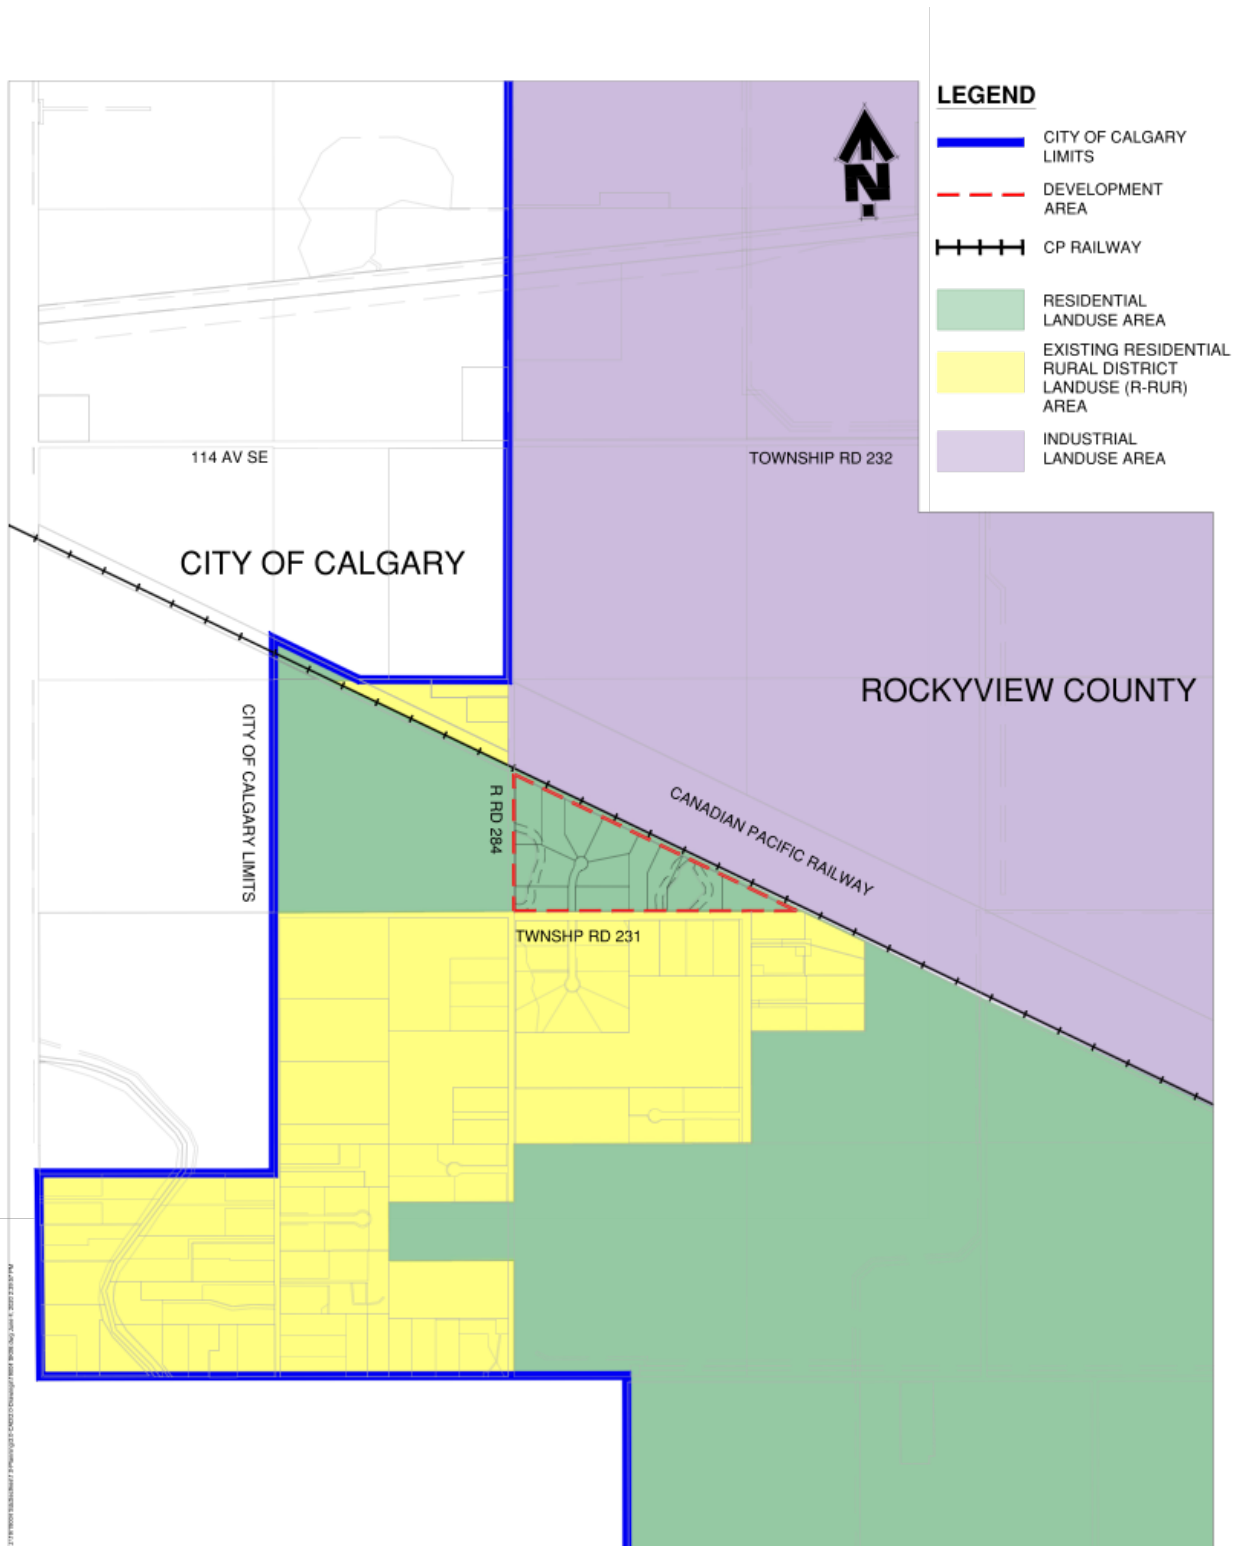 LEGEND
CITY OF CALGARY
LIMITS
DEVELOPMENT
AREA
CP RAILWAY
RESIDENTIAL
LANDUSE AREA
EXISTING RESIDENTIAL
RURAL DISTRICT
LANDUSE (R-RUR)
AREA
INDUSTRIAL
LANDUSE AREA
N
114 AV SE
TOWNSHIP RD 232
CITY OF CALGARY
ROCKYVIEW COUNTY
CITY OF CALGARY LIMITS
R RD 284
CANADIAN PACIFIC RAILWAY
TWNSHP RD 231